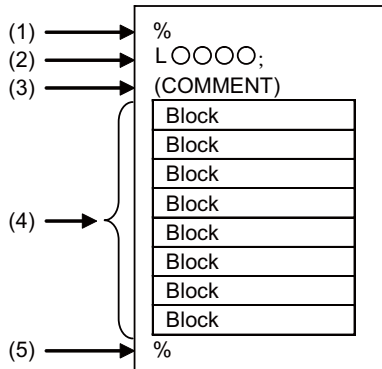 (1) %
(2) L○○○○;
(3) (COMMENT)
Block
Block
Block
(4) Block
Block
Block
Block
Block
(5) %